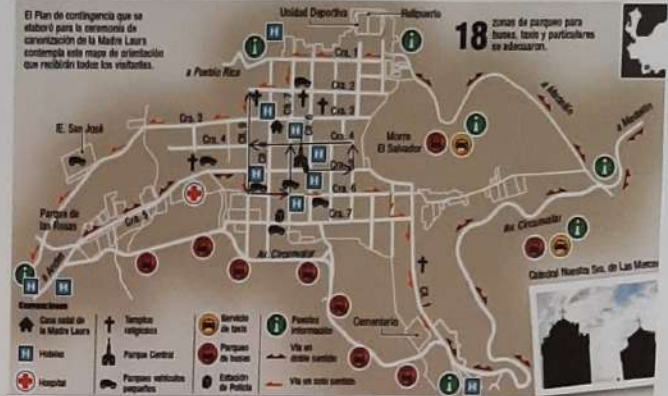 El Plan de contingencia que se
elaboró para la ceremonia de
canonización de la Madre Laura
contempla este mapa de orientación
que recibirán todos los visitantes.
Unidad Deportiva
Helipuerto
18 zonas de parqueo para
buses, taxis y particulares
se adecuaron.
a Pueblo Rico
Cra. 1
Cra. 2
Cra. 3
Cra. 3
Cra. 4
Cra. 4
IE. San José
Morro
El Salvador
a Medellín
a Medellín
Cra. 6
Cra. 7
Cra. 5
Parque de
las Rosas
a Andes
Av. Circunvalar
Av. Circunvalar
Cementerio
Catedral Nuestra Sra. de Las Mercedes
Convenciones
Casa natal de
la Madre Laura
Hoteles
Hospital
Templos
religiosos
Parque Central
Parqueo vehículos
pequeños
Servicio
de taxis
Parqueo
de buses
Estación
de Policía
Puestos
información
Vía en
doble sentido
Vía en solo sentido